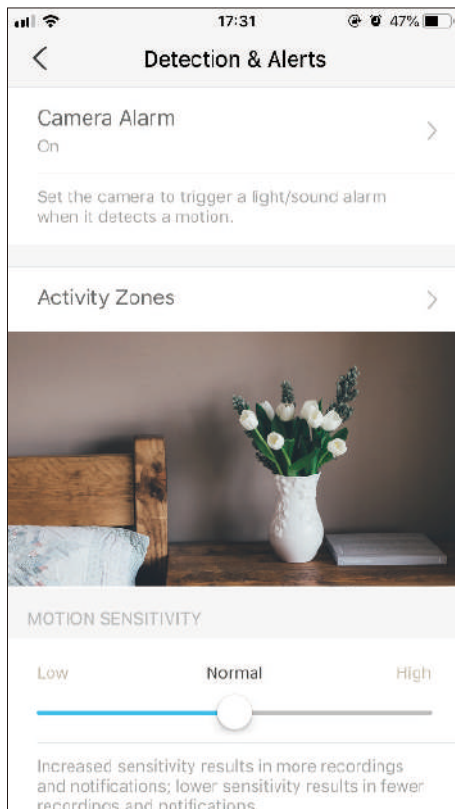 17:31
47%
Detection & Alerts
Camera Alarm
On
Set the camera to trigger a light/sound alarm
when it detects a motion.
Activity Zones
MOTION SENSITIVITY
Low Normal High
Increased sensitivity results in more recordings
and notifications; lower sensitivity results in fewer
recordings and notifications.